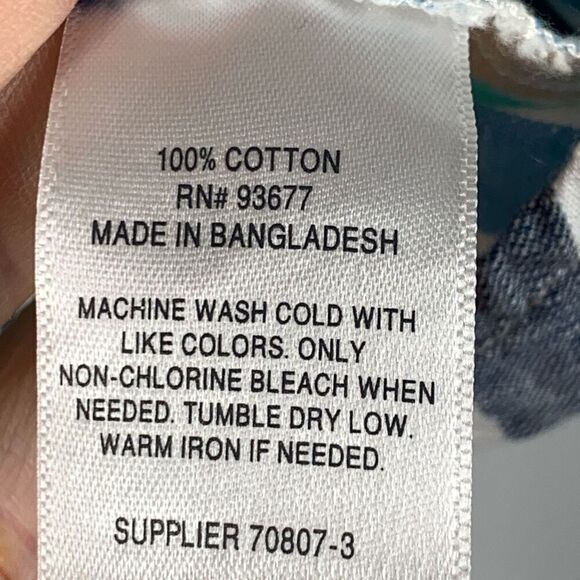 100% COTTON
RN# 93677
MADE IN BANGLADESH
MACHINE WASH COLD WITH
LIKE COLORS. ONLY
NON-CHLORINE BLEACH WHEN
NEEDED. TUMBLE DRY LOW.
WARM IRON IF NEEDED.
SUPPLIER 70807-3